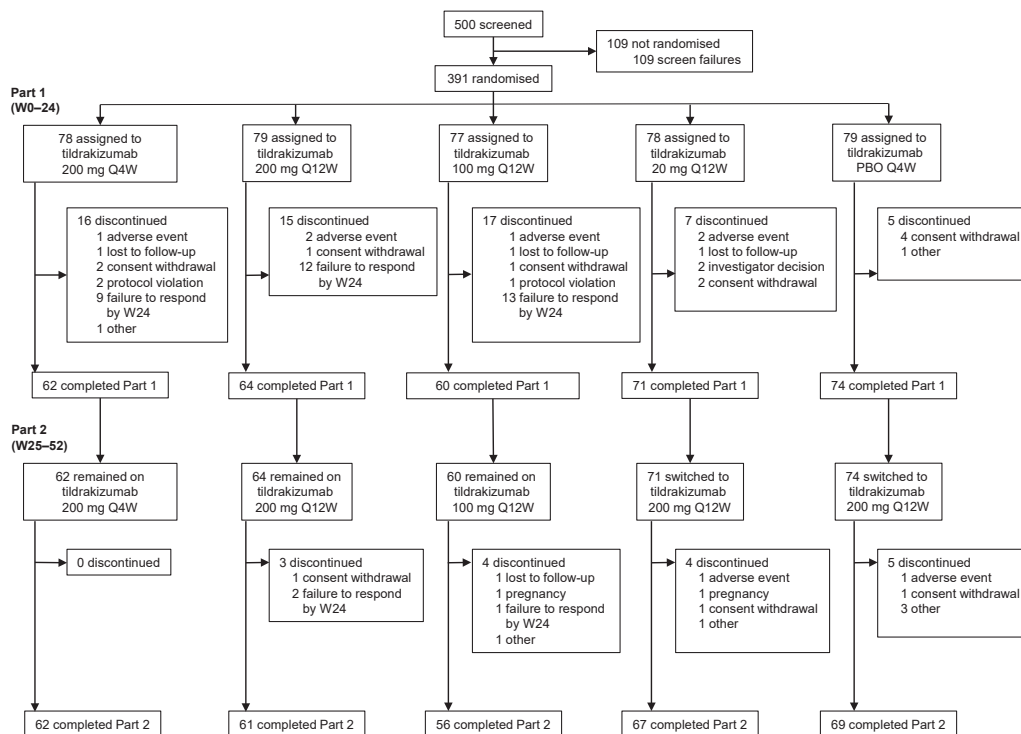 500 screened
109 not randomised
109 screen failures
391 randomised
Part 1
(W0–24)
78 assigned to
tildrakizumab
200 mg Q4W
79 assigned to
tildrakizumab
200 mg Q12W
77 assigned to
tildrakizumab
100 mg Q12W
78 assigned to
tildrakizumab
20 mg Q12W
79 assigned to
tildrakizumab
PBO Q4W
16 discontinued
1 adverse event
1 lost to follow-up
2 consent withdrawal
2 protocol violation
9 failure to respond
by W24
1 other
15 discontinued
2 adverse event
1 consent withdrawal
12 failure to respond
by W24
17 discontinued
1 adverse event
1 lost to follow-up
1 consent withdrawal
1 protocol violation
13 failure to respond
by W24
7 discontinued
2 adverse event
1 lost to follow-up
2 investigator decision
2 consent withdrawal
5 discontinued
4 consent withdrawal
1 other
62 completed Part 1
64 completed Part 1
60 completed Part 1
71 completed Part 1
74 completed Part 1
Part 2
(W25–52)
62 remained on
tildrakizumab
200 mg Q4W
64 remained on
tildrakizumab
200 mg Q12W
60 remained on
tildrakizumab
100 mg Q12W
71 switched to
tildrakizumab
200 mg Q12W
74 switched to
tildrakizumab
200 mg Q12W
0 discontinued
3 discontinued
1 consent withdrawal
2 failure to respond
by W24
4 discontinued
1 lost to follow-up
1 pregnancy
1 failure to respond
by W24
1 other
4 discontinued
1 adverse event
1 pregnancy
1 consent withdrawal
1 other
5 discontinued
1 adverse event
1 consent withdrawal
3 other
62 completed Part 2
61 completed Part 2
56 completed Part 2
67 completed Part 2
69 completed Part 2